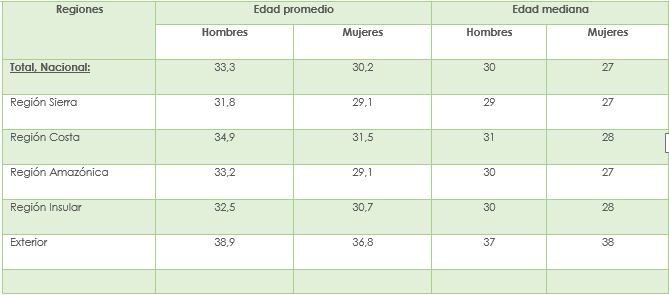 Regiones Edad promedio Edad mediana
Hombres Mujeres Hombres Mujeres
Total, Nacional: 33,3 30,2 30 27
Región Sierra 31,8 29,1 29 27
Región Costa 34,9 31,5 31 28
Región Amazónica 33,2 29,1 30 27
Región Insular 32,5 30,7 30 28
Exterior 38,9 36,8 37 38